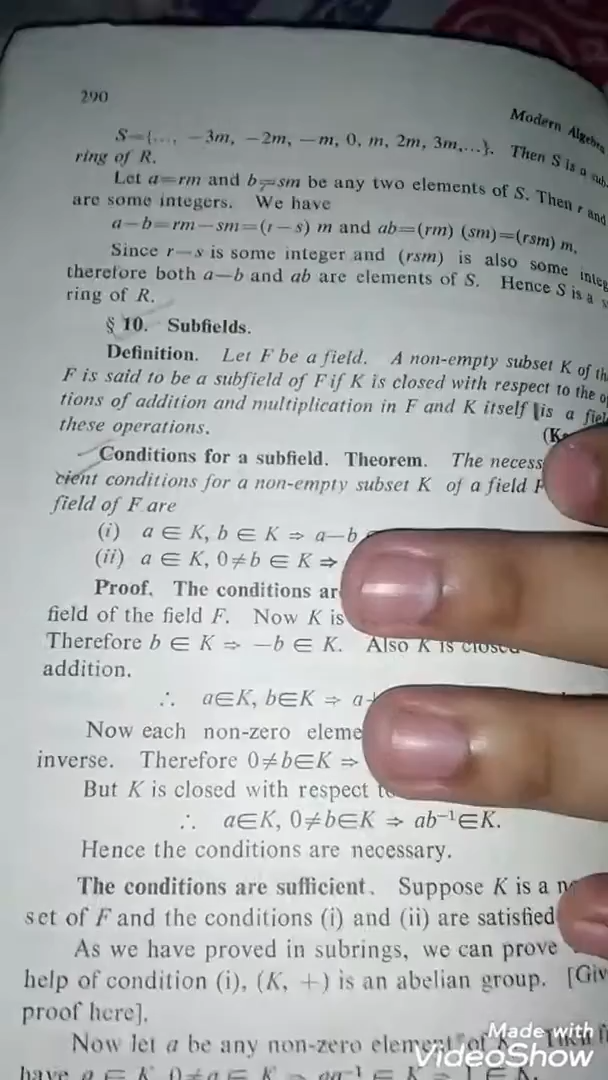 290
Modern Algebra
S={..., −3m, −2m, −m, 0, m, 2m, 3m,...}. Then S is a sub-
ring of R.
Let a=rm and b=sm be any two elements of S. Then r and
are some integers. We have
a−b=rm−sm=(r−s) m and ab=(rm) (sm)=(rsm) m.
Since r−s is some integer and (rsm) is also some integ
therefore both a−b and ab are elements of S. Hence S is a
ring of R.
§ 10. Subfields.
Definition. Let F be a field. A non-empty subset K of th
F is said to be a subfield of F if K is closed with respect to the o
tions of addition and multiplication in F and K itself is a fiel
these operations.
Conditions for a subfield. Theorem. The necess
cient conditions for a non-empty subset K of a field F
field of F are
(i) a ∈ K, b ∈ K ⇒ a−b
(ii) a ∈ K, 0≠b ∈ K ⇒
Proof. The conditions ar
field of the field F. Now K is
Therefore b ∈ K ⇒ −b ∈ K. Also K is closed
addition.
∴ a∈K, b∈K ⇒ a
Now each non-zero eleme
inverse. Therefore 0≠b∈K ⇒
But K is closed with respect
∴ a∈K, 0≠b∈K ⇒ ab⁻¹∈K.
Hence the conditions are necessary.
The conditions are sufficient. Suppose K is a
set of F and the conditions (i) and (ii) are satisfied
As we have proved in subrings, we can prove
help of condition (i), (K, +) is an abelian group. [Giv
proof here].
Now let a be any non-zero element of K.
have a ∈ K, 0≠a ∈ K ⇒ aa⁻¹ ∈ K ⇒ 1 ∈ K.
Made with
VideoShow